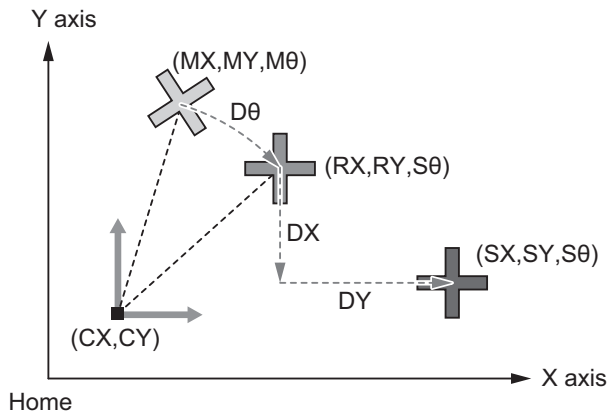 Y axis
(MX,MY,Mθ)
Dθ
(RX,RY,Sθ)
DX
(SX,SY,Sθ)
DY
(CX,CY)
X axis
Home